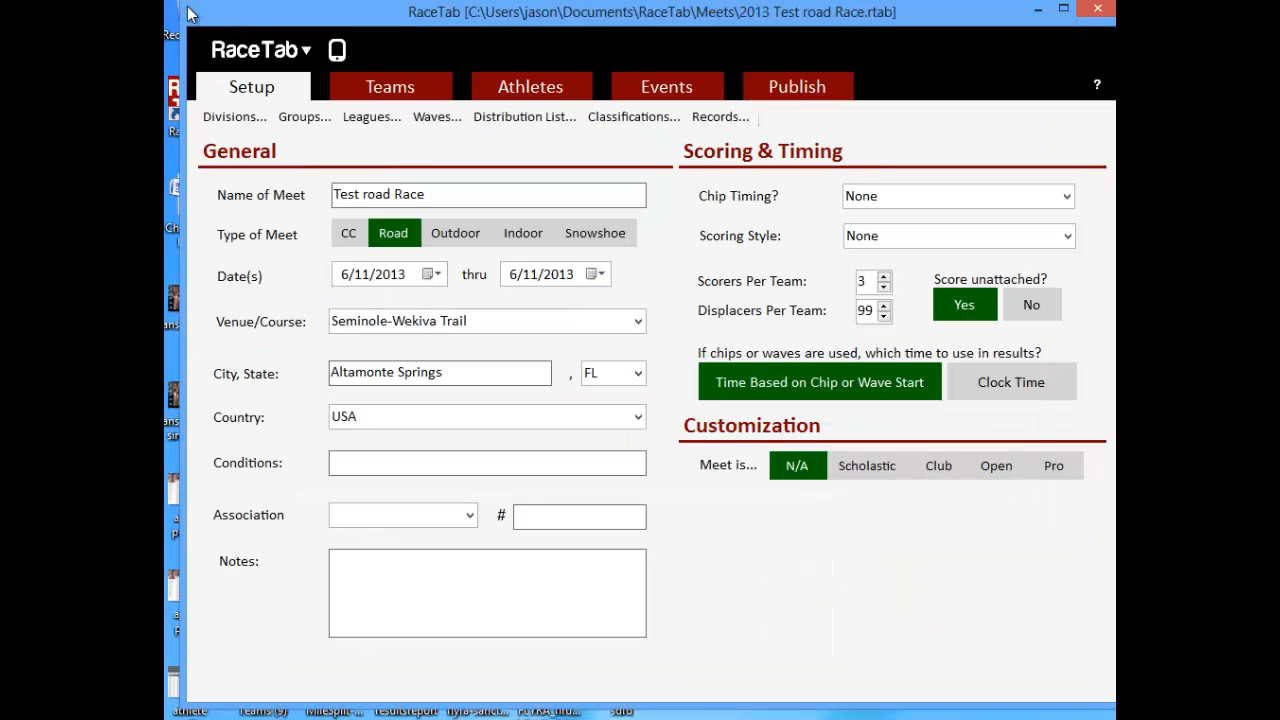 RaceTab [C:\Users\jason\Documents\RaceTab\Meets\2013 Test road Race.rtab]
RaceTab
Setup Teams Athletes Events Publish ?
Divisions... Groups... Leagues... Waves... Distribution List... Classifications... Records...
General
Name of Meet Test road Race
Type of Meet CC Road Outdoor Indoor Snowshoe
Date(s) 6/11/2013 thru 6/11/2013
Venue/Course: Seminole-Wekiva Trail
City, State: Altamonte Springs , FL
Country: USA
Conditions:
Association #
Notes:
Scoring & Timing
Chip Timing? None
Scoring Style: None
Scorers Per Team: 3 Score unattached?
Displacers Per Team: 99 Yes No
If chips or waves are used, which time to use in results?
Time Based on Chip or Wave Start Clock Time
Customization
Meet is... N/A Scholastic Club Open Pro
athlete Teams (9)